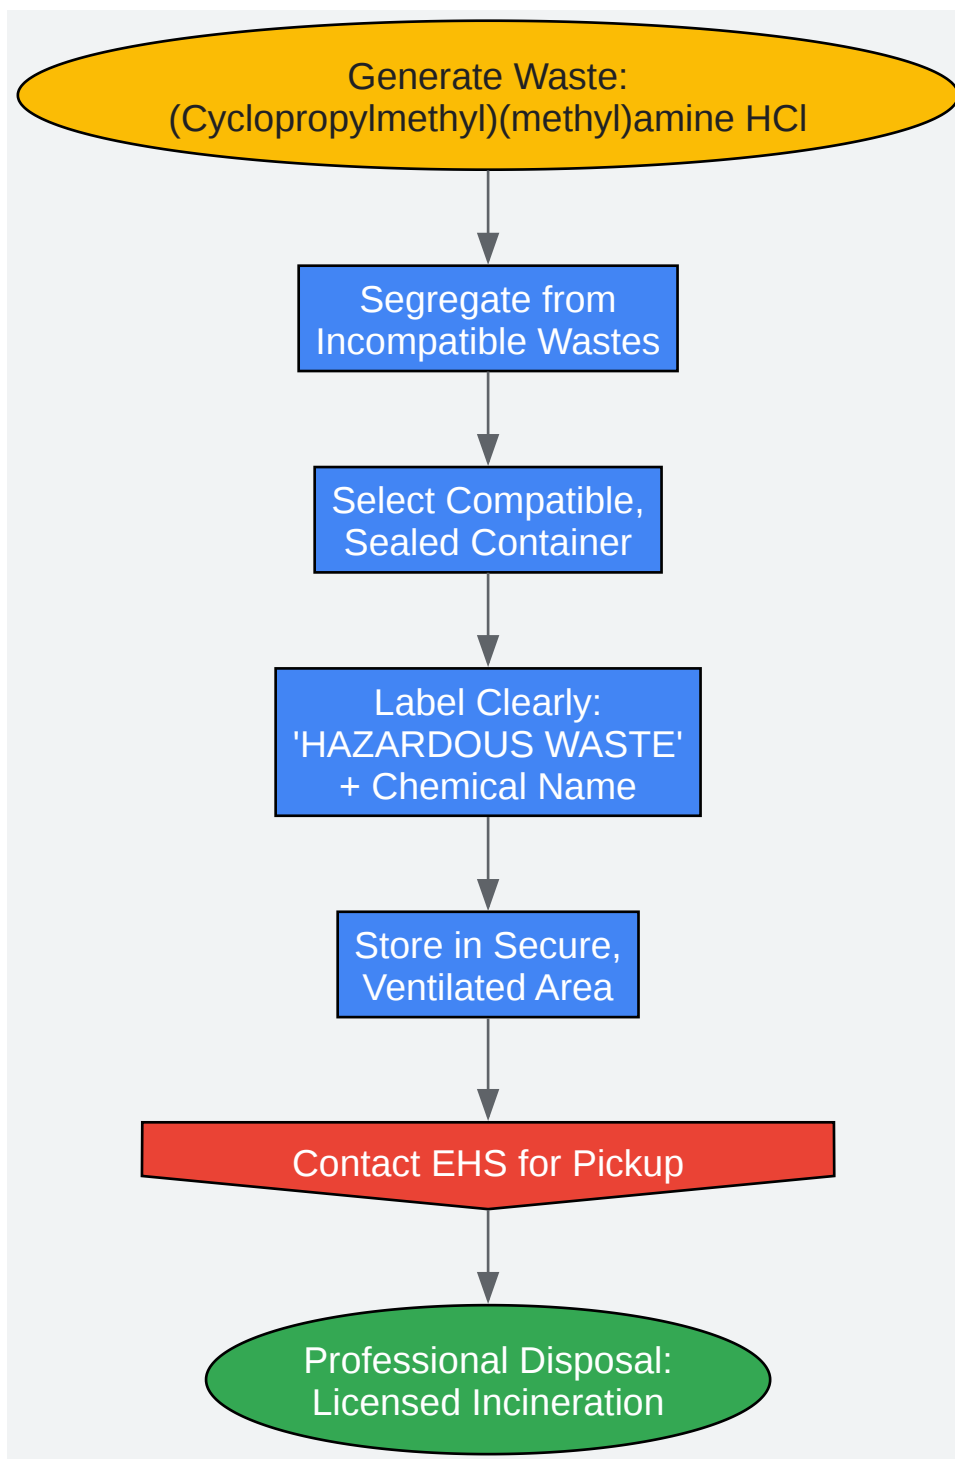 Generate Waste:
(Cyclopropylmethyl)(methyl)amine HCl
Segregate from
Incompatible Wastes
Select Compatible,
Sealed Container
Label Clearly:
'HAZARDOUS WASTE'
+ Chemical Name
Store in Secure,
Ventilated Area
Contact EHS for Pickup
Professional Disposal:
Licensed Incineration